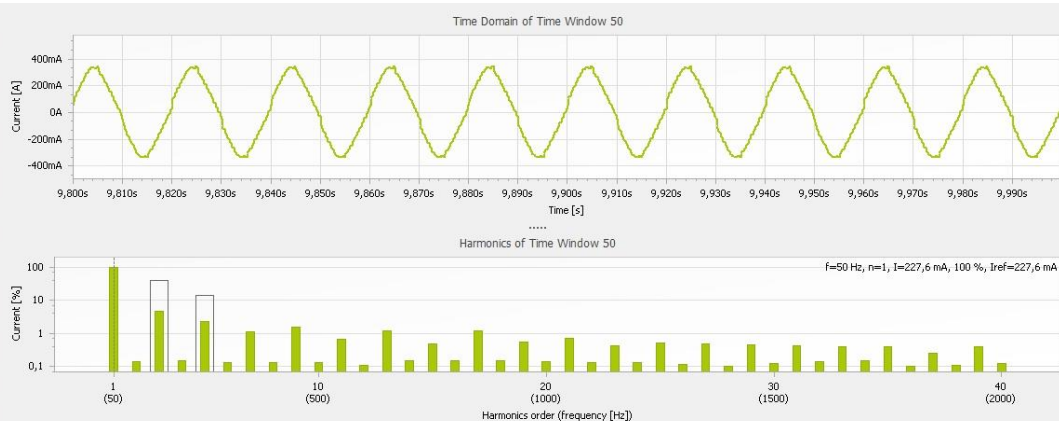 Time Domain of Time Window 50
Current [A]
400mA
200mA
0A
-200mA
-400mA
9,800s 9,810s 9,820s 9,830s 9,840s 9,850s 9,860s 9,870s 9,880s 9,890s 9,900s 9,910s 9,920s 9,930s 9,940s 9,950s 9,960s 9,970s 9,980s 9,990s
Time [s]
Harmonics of Time Window 50
f=50 Hz, n=1, I=227,6 mA, 100 %, Iref=227,6 mA
Current [%]
100
10
1
0,1
1 10 20 30 40
(50) (500) (1000) (1500) (2000)
Harmonics order (frequency [Hz])